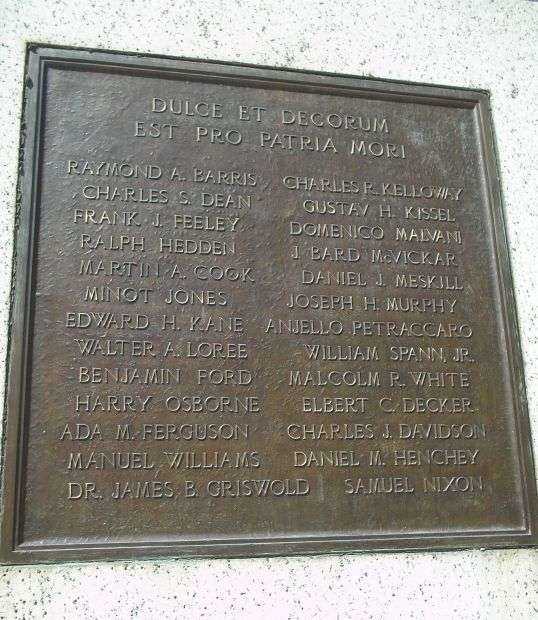 DULCE ET DECORUM
EST PRO PATRIA MORI
RAYMOND A. BARRIS CHARLES R. KELLOWAY
CHARLES S. DEAN GUSTAV H. KISSEL
FRANK J. FEELEY DOMENICO MALVANI
RALPH HEDDEN J BARD McVICKAR
MARTIN A. COOK DANIEL J. MESKILL
MINOT JONES JOSEPH H. MURPHY
EDWARD H. KANE ANJELLO PETRACCARO
WALTER A. LOREE WILLIAM SPANN, JR.
BENJAMIN FORD MALCOLM R. WHITE
HARRY OSBORNE ELBERT C. DECKER
ADA M. FERGUSON CHARLES J. DAVIDSON
MANUEL WILLIAMS DANIEL M. HENCHEY
DR. JAMES B. GRISWOLD SAMUEL NIXON